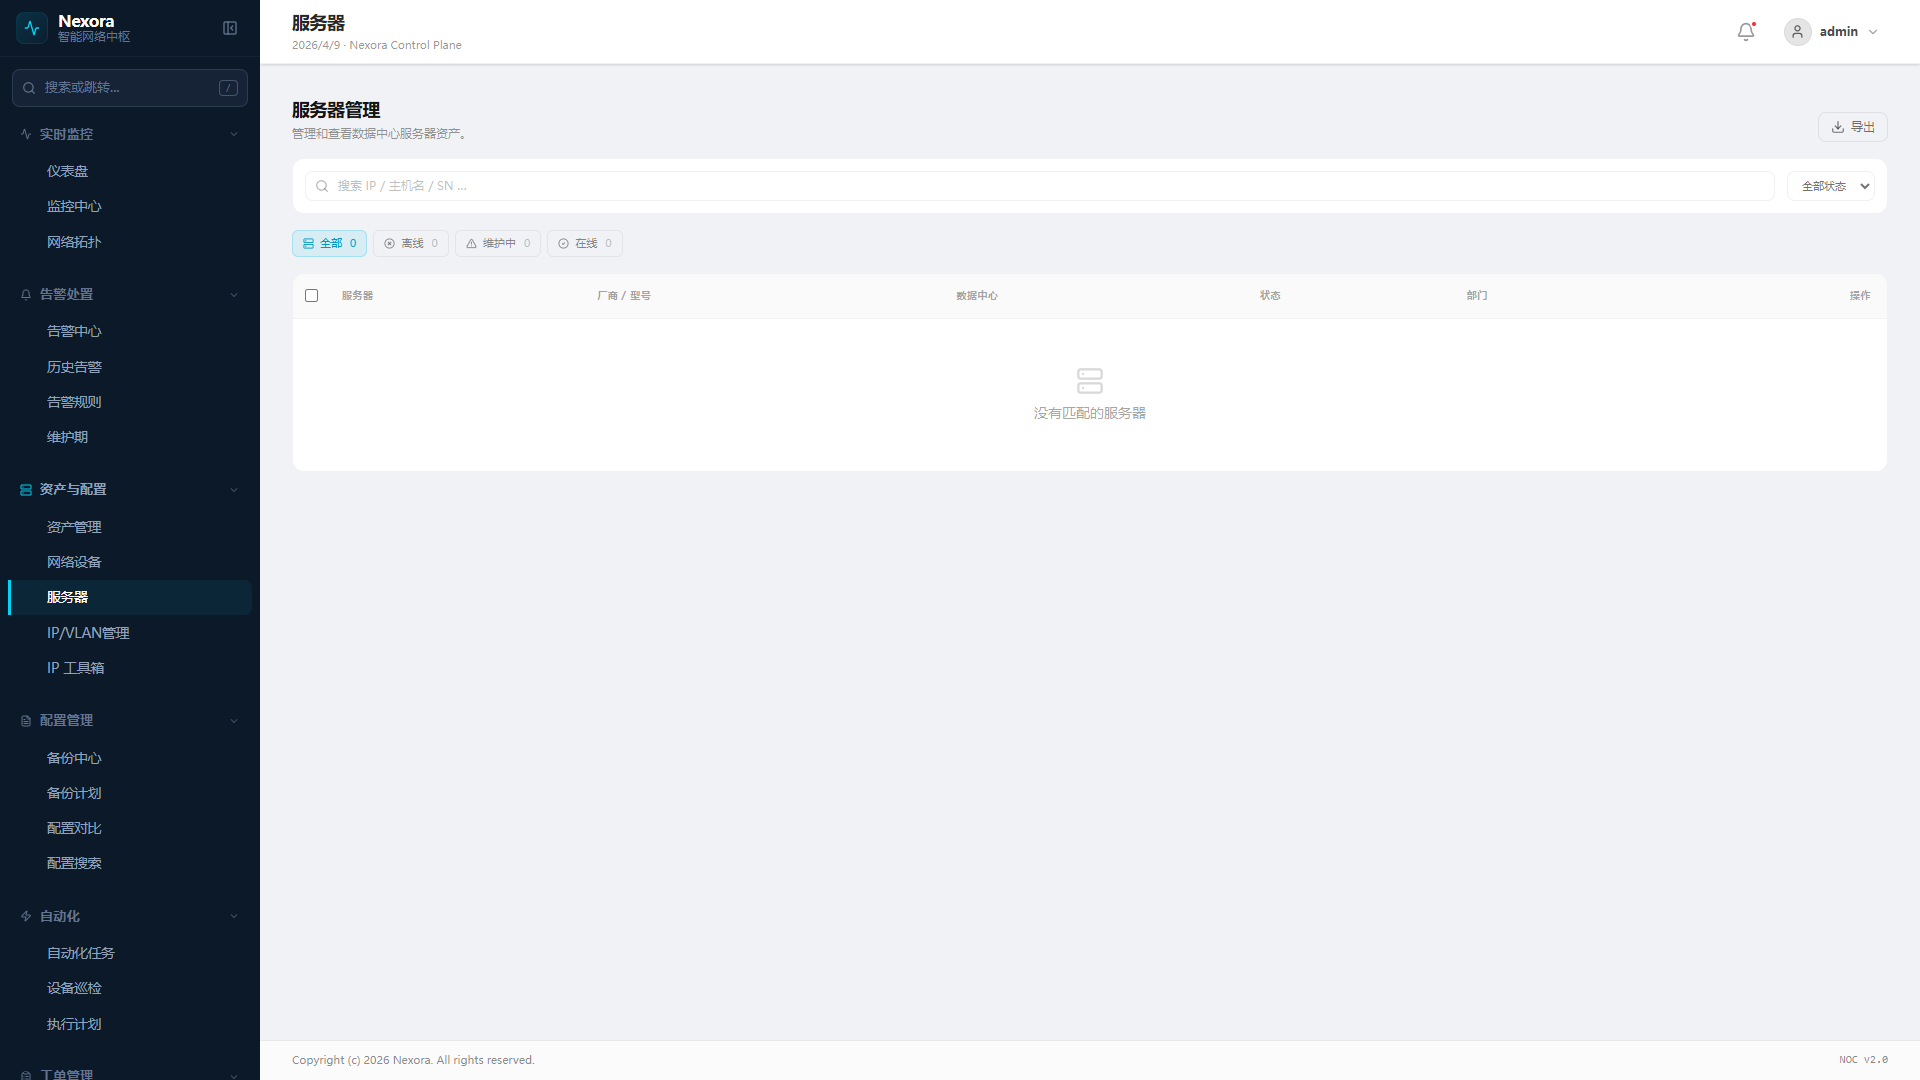 Nexora
智能网络中枢
搜索或跳转...
/
实时监控
仪表盘
监控中心
网络拓扑
告警处置
告警中心
历史告警
告警规则
维护期
资产与配置
资产管理
网络设备
服务器
IP/VLAN管理
IP 工具箱
配置管理
备份中心
备份计划
配置对比
配置搜索
自动化
自动化任务
设备巡检
执行计划
工单管理
服务器
2026/4/9 · Nexora Control Plane
admin
服务器管理
管理和查看数据中心服务器资产。
导出
搜索 IP / 主机名 / SN ...
全部状态
全部 0
离线 0
维护中 0
在线 0
服务器 厂商 / 型号 数据中心 状态 部门 操作
没有匹配的服务器
Copyright (c) 2026 Nexora. All rights reserved.
NOC v2.0